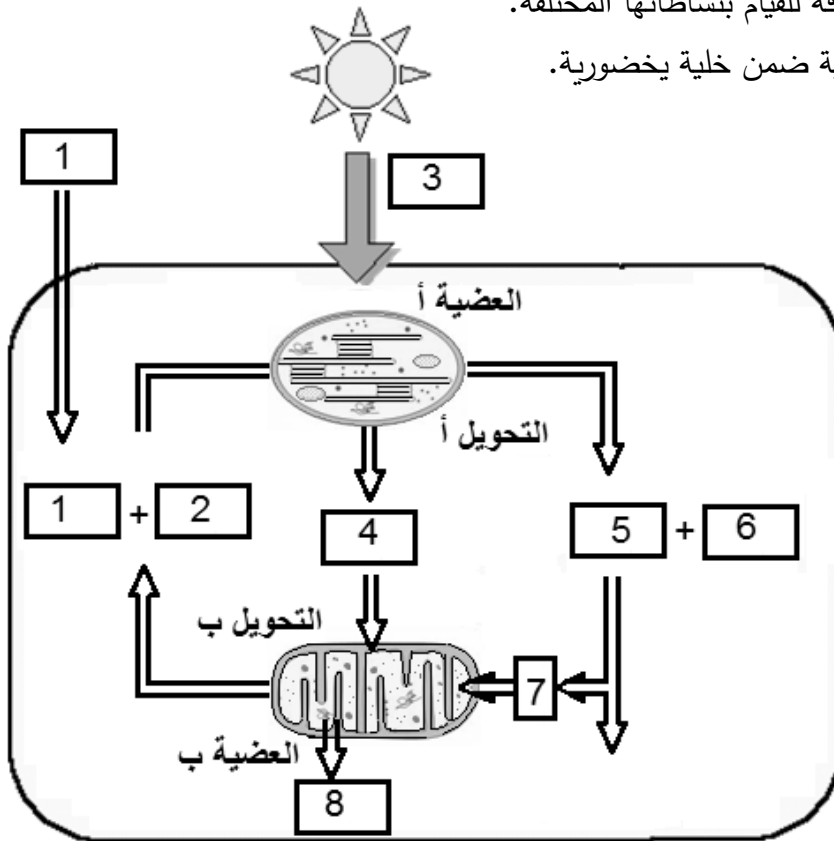 للقيام بنشاطاتها المختلفة.
ية ضمن خلية يخضورية.
1
3
العضية أ
التحويل أ
1 + 2
4
5 + 6
التحويل ب
7
العضية ب
8